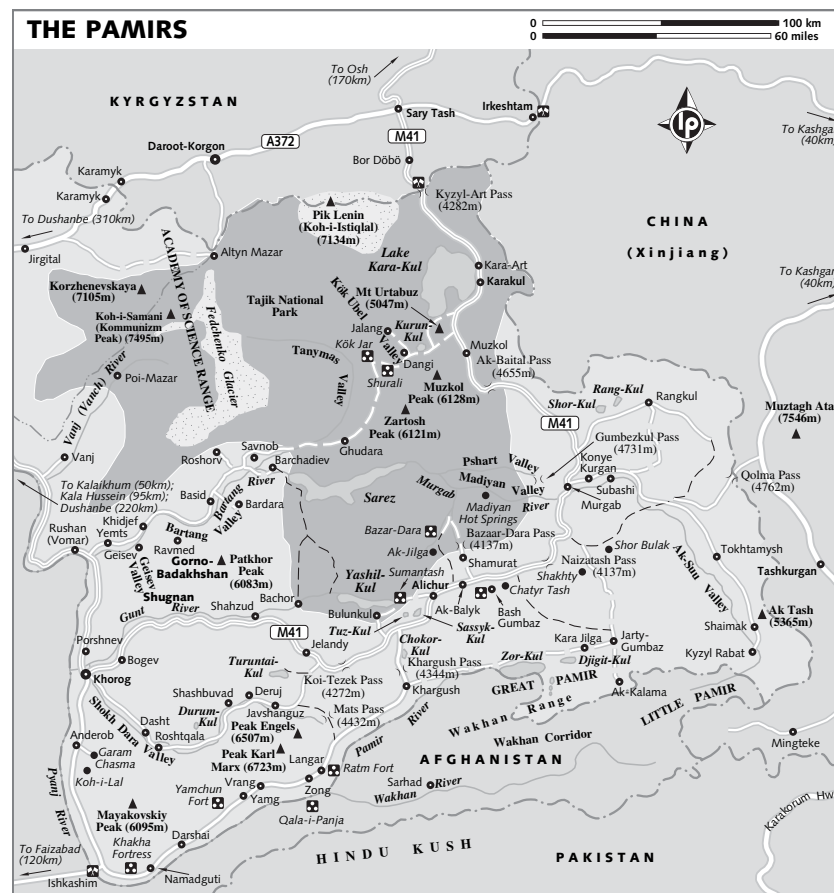 THE PAMIRS
0 100 km
0 60 miles
To Osh
(170km)
KYRGYZSTAN
Sary Tash
Irkeshtam
lp
A372
M41
Daroot-Korgon
Bor Döbö
To Kashgar
(40km)
Karamyk
Karamyk
Kyzyl-Art Pass
(4282m)
To Dushanbe (310km)
Pik Lenin
(Koh-i-Istiqlal)
(7134m)
CHINA
(Xinjiang)
Jirgital
Altyn Mazar
Lake
Kara-Kul
Kara-Art
Karakul
To Kashgar
(40km)
Korzhenevskaya
(7105m)
ACADEMY OF SCIENCE RANGE
Fedchenko Glacier
Tajik National
Park
Kök Ubel
Valley
Mt Urtabuz
(5047m)
Koh-i-Samani
(Kommunizm
Peak) (7495m)
Jalang
Kurun-
Kul
Kök Jar
Dangi
Shurali
Muzkol
Ak-Baital Pass
(4655m)
Vanj (Vanch) River
Poi-Mazar
Tanymas
Valley
Muzkol
Peak (6128m)
Zartosh
Peak (6121m)
Shor-Kul
Rang-Kul
Rangkul
Muztagh Ata
(7546m)
M41
Gumbezkul Pass
(4731m)
Vanj
Roshorv
Savnob
Barchadiev
Ghudara
Konye
Kurgan
Subashi
Murgab
Qolma Pass
(4762m)
To Kalaikhum (50km);
Kala Hussein (95km);
Dushanbe (220km)
Basid
Bartang
River
Bardara
Sarez
Murgab
Pshart Valley
Madiyan Valley
River
Madiyan
Hot Springs
Rushan
(Vomar)
Khidjef
Yemts
Geisev
Bartang
Valley
Ravmed
Geisev
Valley
Bazar-Dara
Bazaar-Dara Pass
(4137m)
Shor Bulak
Ak-Suu
Valley
Tokhtamysh
Tashkurgan
Gorno-
Badakhshan
Patkhor
Peak
(6083m)
Ak-Jilga
Sumantash
Shamurat
Naizatash Pass
(4137m)
Shugnan
Yashil-
Kul
Alichur
Shakhty
Chatyr Tash
Gunt
River
Shahzud
Bachor
Bulunkul
Tuz-Kul
Ak-Balyk
Sassyk-
Kul
Bash
Gumbaz
Shaimak
Ak Tash
(5365m)
M41
Jelandy
Chokor-
Kul
Zor-Kul
Kara Jilga
Jarty-
Gumbaz
Djigit-Kul
Kyzyl Rabat
Porshnev
Bogev
Turuntai-
Kul
Koi-Tezek Pass
(4272m)
Khargush Pass
(4344m)
Khargush
Khorog
Shashbuvad
Deruj
Durum-
Kul
Javshanguz
Mats Pass
(4432m)
GREAT PAMIR
Ak-Kalama
LITTLE PAMIR
Wakhan Range
Wakhan Corridor
Shokh Dara Valley
Dasht
Roshtqala
Peak Engels
(6507m)
Pamir
River
Anderob
Garam
Chasma
Koh-i-Lal
Peak Karl
Marx (6723m)
Langar
Ratm Fort
AFGHANISTAN
Mingteke
Pyanj
River
Vrang
Yamchun
Fort
Yamg
Zong
Qala-i-Panja
Sarhad
Wakhan
River
Mayakovskiy
Peak (6095m)
Darshai
Karakorum Hwy
To Faizabad
(120km)
Khakha
Fortress
HINDU KUSH
PAKISTAN
Ishkashim
Namadguti